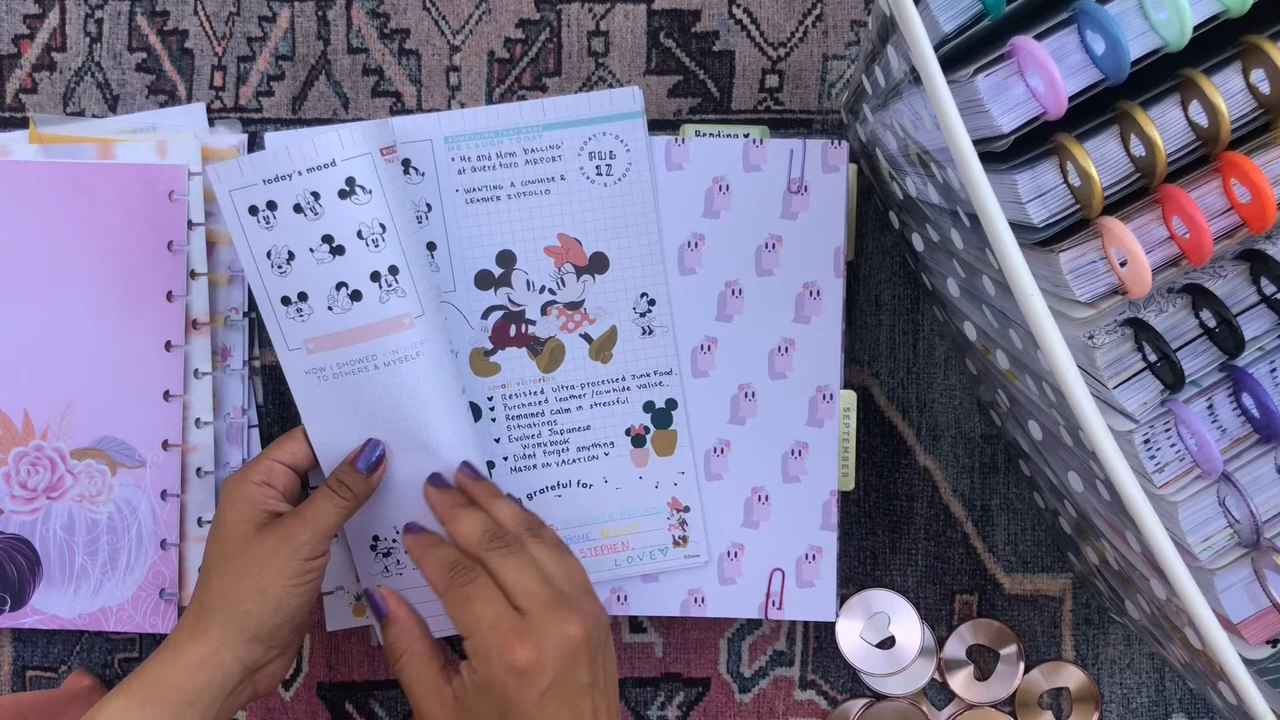 today's mood
HOW I SHOWED KINDNESS
TO OTHERS & MYSELF:
SOMETHING THAT MADE
ME LAUGH TODAY
• ME and MOM BALLING!
at Querétaro AIRPORT
• WANTING A COWHIDE &
LEATHER ZIPFOLIO
TODAY'S DATE
AUG
12
small victories
Resisted Ultra-processed Junk Food.
Purchased leather/cowhide valise.
Remained Calm in stressful
situations.
Evolved Japanese
Workbook
Didnt Forget anything
MAJOR ON VACATION ♥
grateful for
HOME,
STEPHEN,
LOVE♡
©Disney
Reading ♥
SEPTEMBER